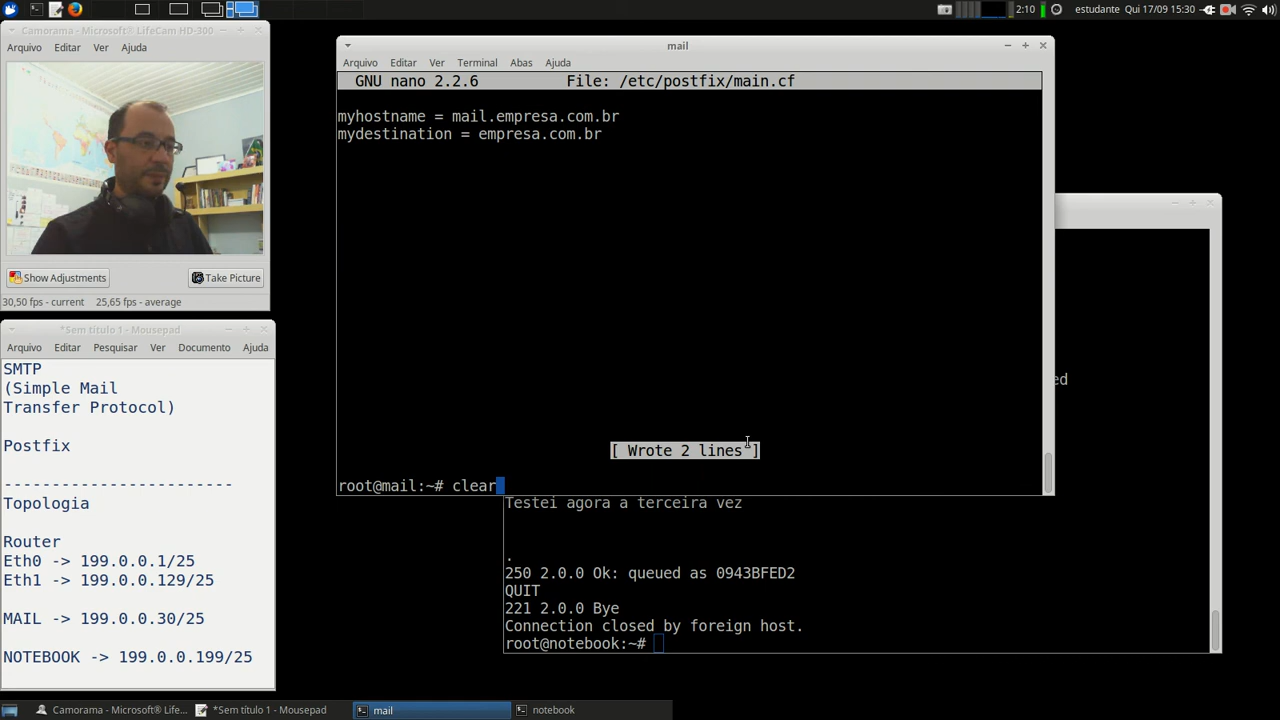 2:10
estudante Qui 17/09 15:30
Camorama - Microsoft® LifeCam HD-300
Arquivo Editar Ver Ajuda
Show Adjustments
Take Picture
30,50 fps - current 25,65 fps - average
*Sem título 1 - Mousepad
Arquivo Editar Pesquisar Ver Documento Ajuda
SMTP
(Simple Mail
Transfer Protocol)
Postfix
------------------------
Topologia
Router
Eth0 -> 199.0.0.1/25
Eth1 -> 199.0.0.129/25
MAIL -> 199.0.0.30/25
NOTEBOOK -> 199.0.0.199/25
mail
Arquivo Editar Ver Terminal Abas Ajuda
GNU nano 2.2.6 File: /etc/postfix/main.cf
myhostname = mail.empresa.com.br
mydestination = empresa.com.br
[ Wrote 2 lines ]
root@mail:~# clear
ed
Testei agora a terceira vez
.
250 2.0.0 Ok: queued as 0943BFED2
QUIT
221 2.0.0 Bye
Connection closed by foreign host.
root@notebook:~#
Camorama - Microsoft® LifeC...
*Sem título 1 - Mousepad
mail
notebook